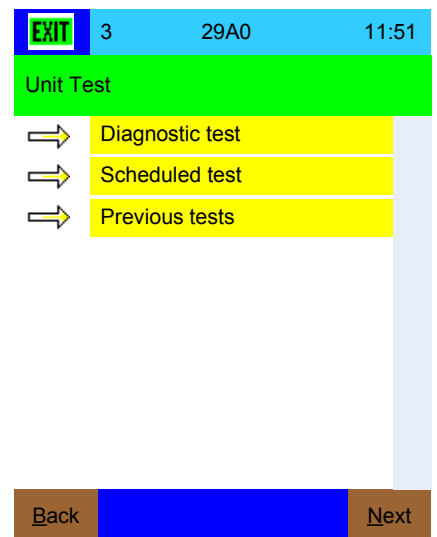 EXIT 3 29A0 11:51
Unit Test
Diagnostic test
Scheduled test
Previous tests
Back Next